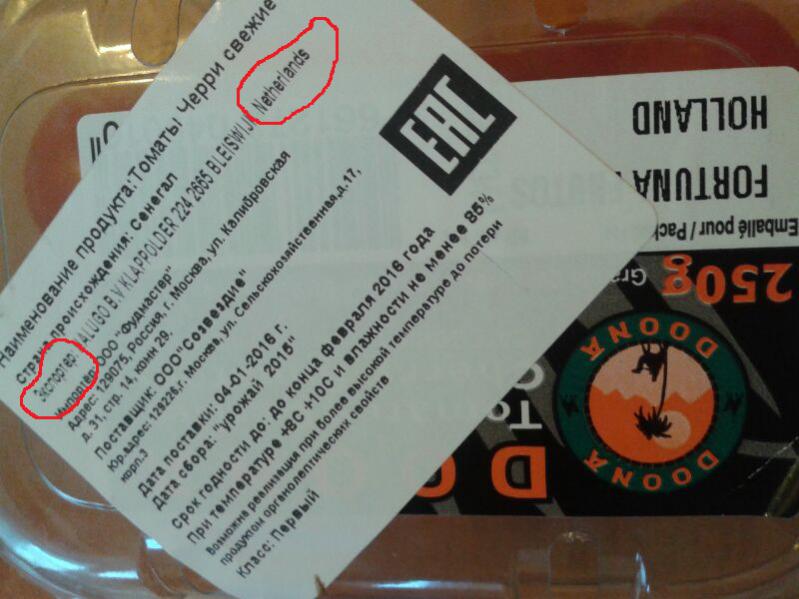 Наименование продукта: Томаты Черри свежие
страна происхождения: Сенегал
Экспортер: VALUGO B.V KLAPPOLDER 224 2665 BLEISWIJK Netherlands
Импортер: ООО "Фудмастер"
Адрес: 129075, Россия, г. Москва, ул. Калибровская
д. 31, стр. 14, комн 29.
Поставщик: ООО"Созвездие"
Юр.адрес: 129226,г. Москва, ул. Сельскохозяйственная,д.17,
корп.3
Дата поставки: 04-01-2016 г.
Дата сбора: "урожай 2015"
Срок годности до: до конца февраля 2016 года
При температуре +8С +10С и влажности не менее 85%
Возможна реализация при более высокой температуре до потери
продуктом органолептических свойств
Класс: Первый
EAC
HOLLAND
FORTUNA FRUTOS
Emballé pour / Pack
250g
DOONA
DOONA